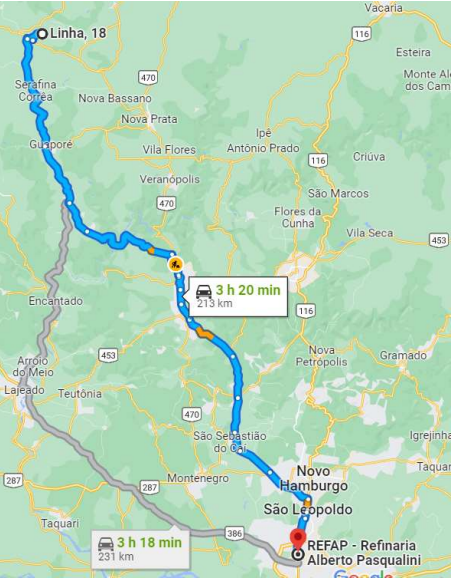 Vacaria
116
Linha, 18
Esteira
Monte Al
dos Cam
470
Serafina
Corrêa
Nova Bassano
Nova Prata
Ipê
Guaporé
Vila Flores
Antônio Prado
Criúva
116
Veranópolis
São Marcos
470
Flores da
Cunha
Vila Seca
453
3 h 20 min
213 km
Encantado
116
Nova
Petrópolis
Gramado
453
Arroio
do Meio
Lajeado
Teutônia
470
São Sebastião
do Caí
Igrejinha
Taquar
Novo
Hamburgo
287
287
Montenegro
São Leopoldo
Taquari
386
3 h 18 min
231 km
REFAP - Refinaria
Alberto Pasqualini
Google